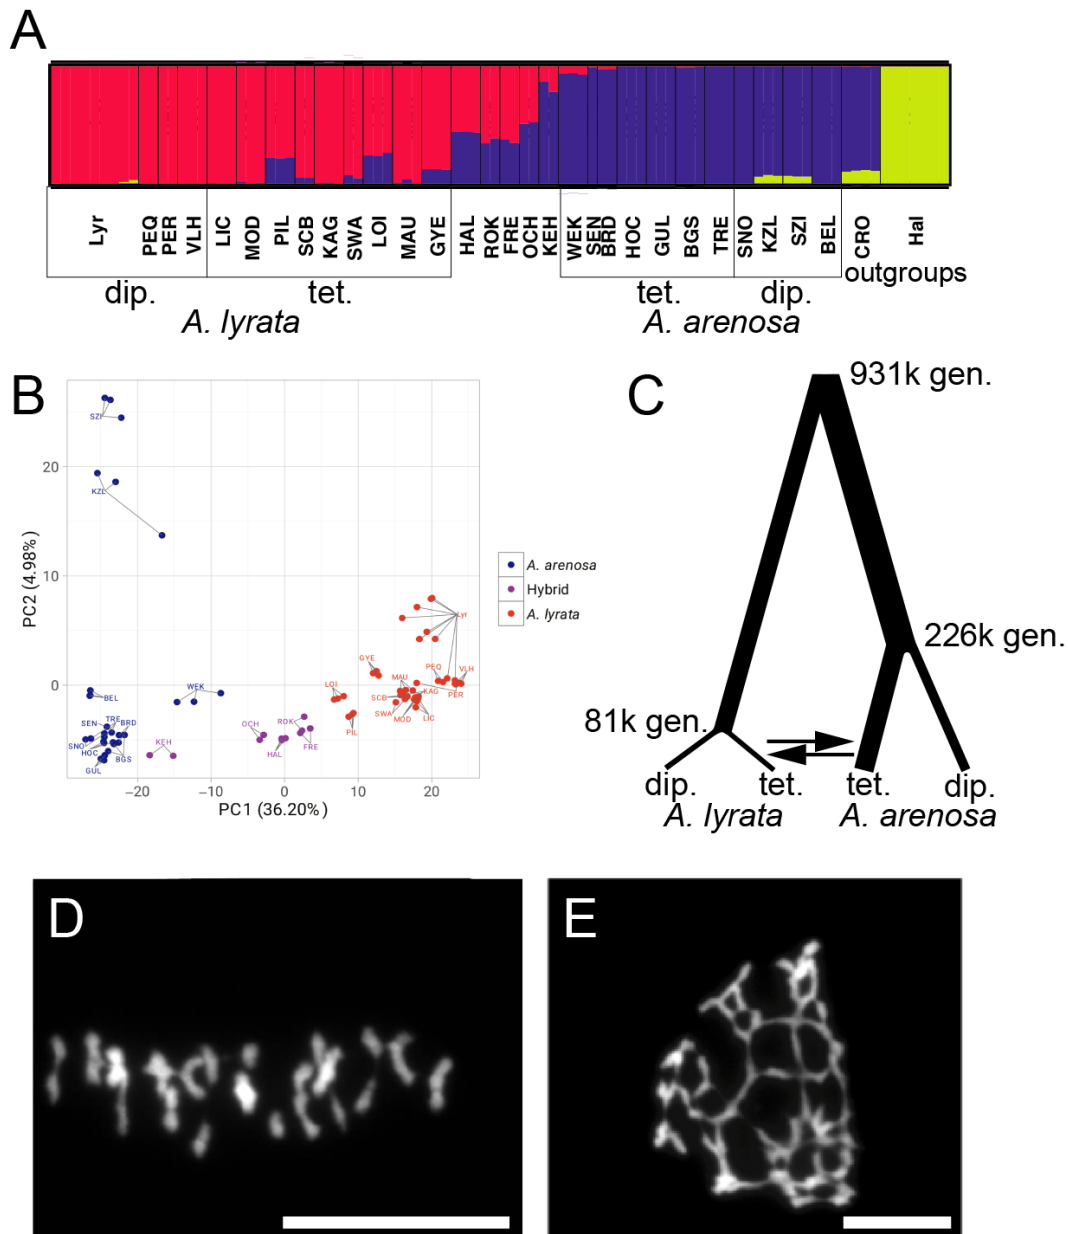 A
Lyr
PEQ
PER
VLH
LIC
MOD
PIL
SCB
KAG
SWA
LOI
MAU
GYE
HAL
ROK
FRE
OCH
KEH
WEK
SEN
BRD
HOC
GUL
BGS
TRE
SNO
KZL
SZI
BEL
CRO
Hal
dip.
tet.
tet.
dip.
outgroups
A. lyrata
A. arenosa
B
PC2 (4.98%)
20
10
0
−20
−10
0
10
20
PC1 (36.20%)
SZI
KZL
BEL
WEK
SEN
TRE
BRD
SNO
HOC
BGS
GUL
KEH
OCH
HAL
ROK
FRE
LOI
PIL
GYE
Lyr
MAU
SCB
SWA
MOD
KAG
LIC
PEQ
PER
VLH
A. arenosa
Hybrid
A. lyrata
C
931k gen.
226k gen.
81k gen.
dip.
tet.
tet.
dip.
A. lyrata
A. arenosa
D
E